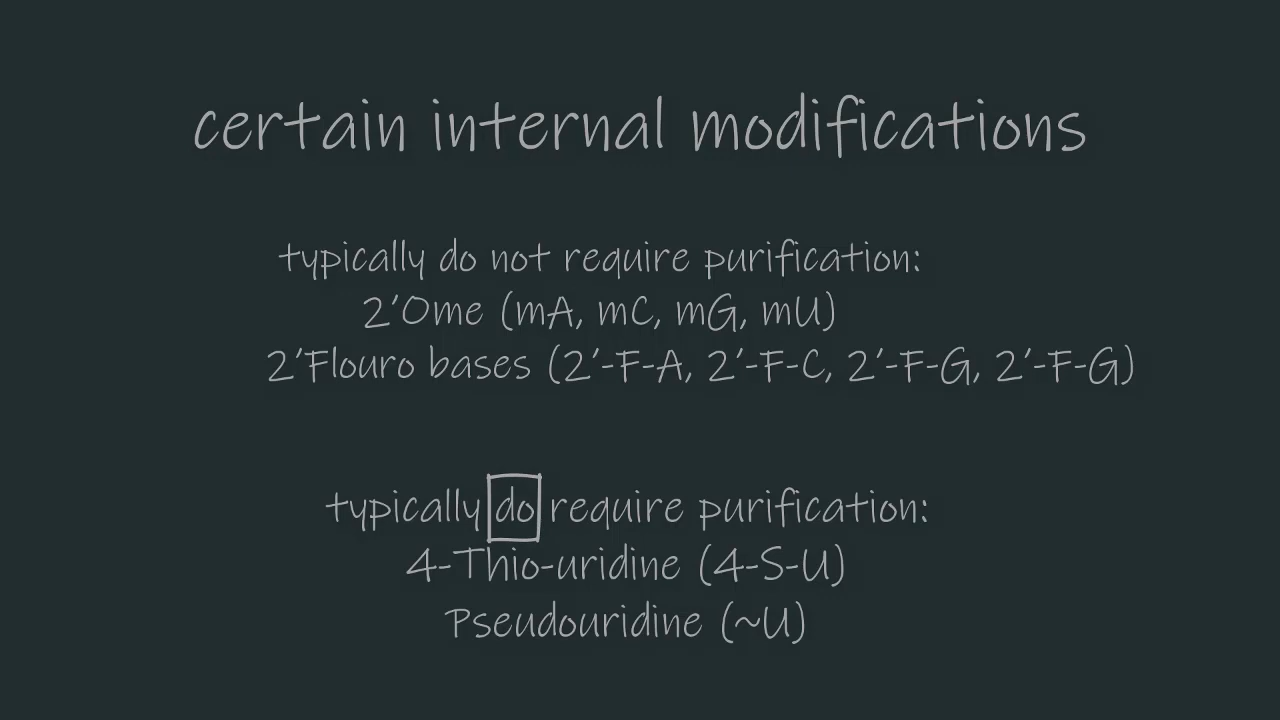 certain internal modifications
typically do not require purification:
2'Ome (mA, mC, mG, mU)
2'Flouro bases (2'-F-A, 2'-F-C, 2'-F-G, 2'-F-G)
typically do require purification:
4-Thio-uridine (4-S-U)
Pseudouridine (~U)